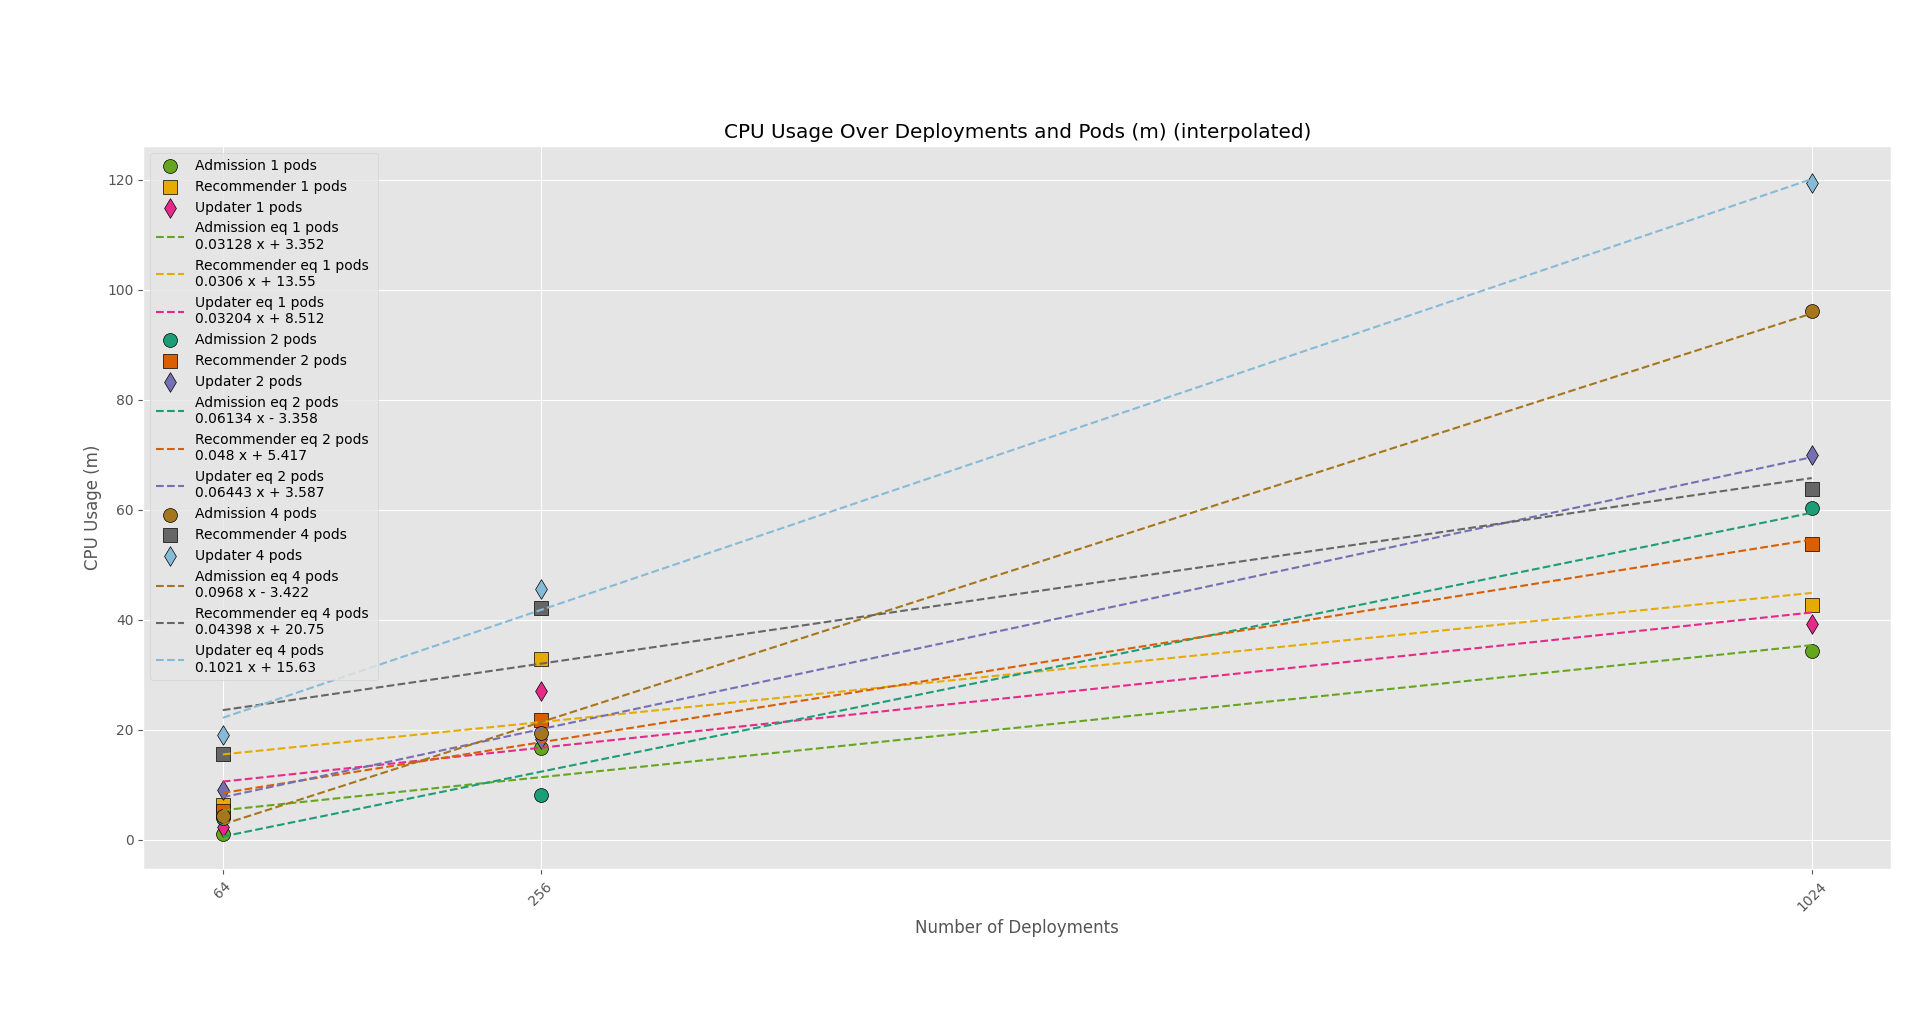 CPU Usage Over Deployments and Pods (m) (interpolated)
Admission 1 pods
Recommender 1 pods
Updater 1 pods
Admission eq 1 pods
0.03128 x + 3.352
Recommender eq 1 pods
0.0306 x + 13.55
Updater eq 1 pods
0.03204 x + 8.512
Admission 2 pods
Recommender 2 pods
Updater 2 pods
Admission eq 2 pods
0.06134 x - 3.358
Recommender eq 2 pods
0.048 x + 5.417
Updater eq 2 pods
0.06443 x + 3.587
Admission 4 pods
Recommender 4 pods
Updater 4 pods
Admission eq 4 pods
0.0968 x - 3.422
Recommender eq 4 pods
0.04398 x + 20.75
Updater eq 4 pods
0.1021 x + 15.63
CPU Usage (m)
120
100
80
60
40
20
0
64
256
1024
Number of Deployments